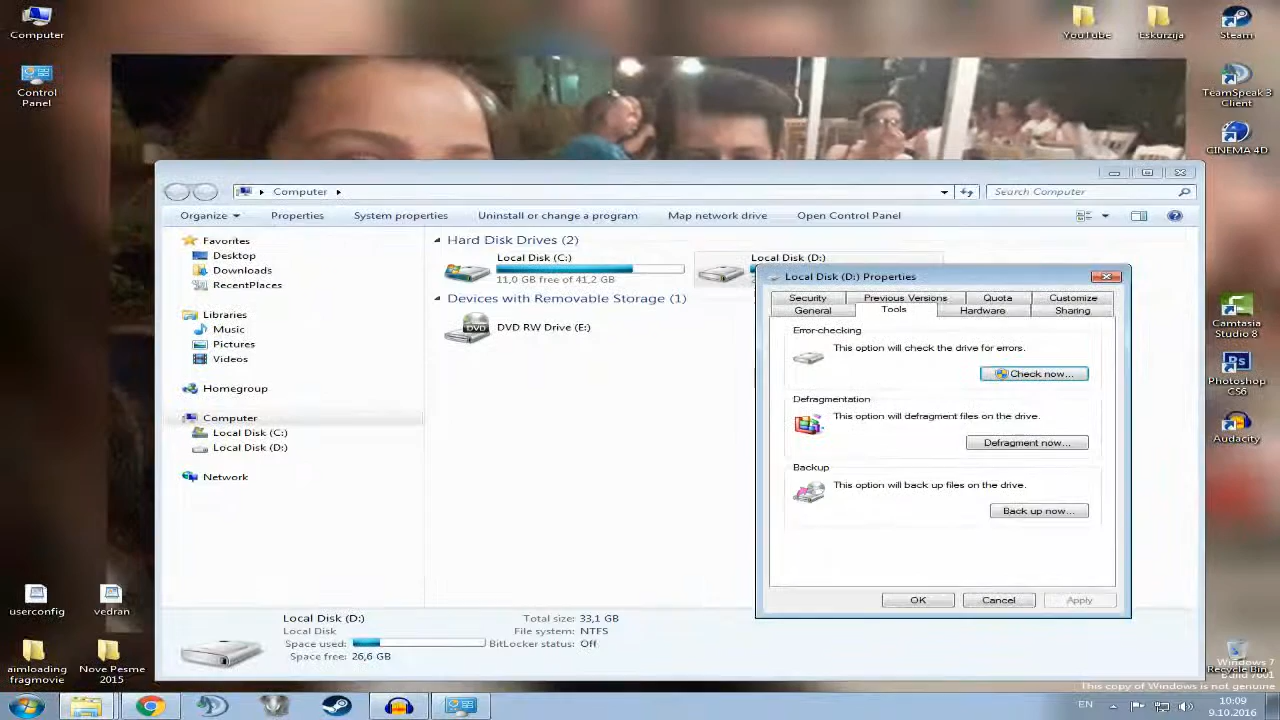 Computer
Control
Panel
YouTube
Eskurzija
Steam
TeamSpeak 3
Client
CINEMA 4D
Camtasia
Studio 8
Photoshop
CS6
Audacity
Computer
Search Computer
Organize
Properties
System properties
Uninstall or change a program
Map network drive
Open Control Panel
Favorites
Desktop
Downloads
RecentPlaces
Libraries
Music
Pictures
Videos
Homegroup
Computer
Local Disk (C:)
Local Disk (D:)
Network
Hard Disk Drives (2)
Local Disk (C:)
11,0 GB free of 41,2 GB
Local Disk (D:)
Devices with Removable Storage (1)
DVD
DVD RW Drive (E:)
Local Disk (D:) Properties
Security
Previous Versions
Quota
Customize
General
Tools
Hardware
Sharing
Error-checking
This option will check the drive for errors.
Check now...
Defragmentation
This option will defragment files on the drive.
Defragment now...
Backup
This option will back up files on the drive.
Back up now...
OK
Cancel
Apply
Local Disk (D:)
Local Disk
Space used:
Space free: 26,6 GB
Total size: 33,1 GB
File system: NTFS
BitLocker status: Off
userconfig
vedran
aimloading
fragmovie
Nove Pesme
2015
Recycle Bin
Windows 7
Build 7601
This copy of Windows is not genuine
EN
10:09
9.10.2016
Ps